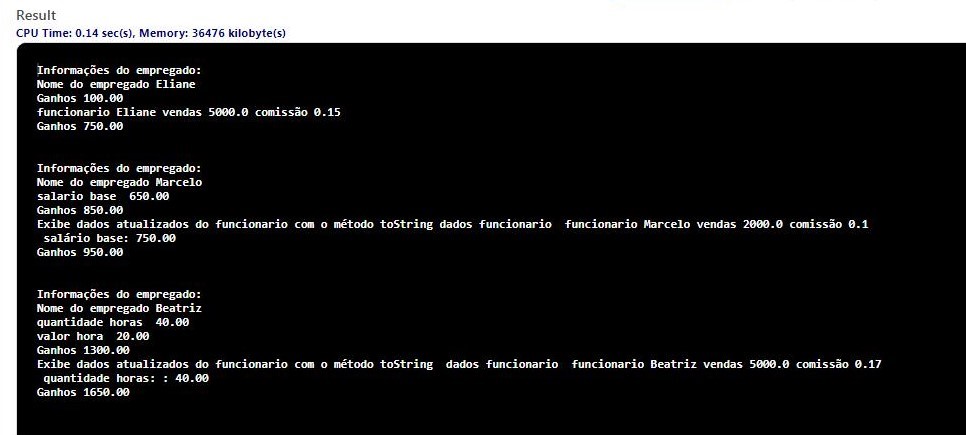 Result
CPU Time: 0.14 sec(s), Memory: 36476 kilobyte(s)
Informações do empregado:
Nome do empregado Eliane
Ganhos 100.00
funcionario Eliane vendas 5000.0 comissão 0.15
Ganhos 750.00
Informações do empregado:
Nome do empregado Marcelo
salario base  650.00
Ganhos 850.00
Exibe dados atualizados do funcionario com o método toString dados funcionario  funcionario Marcelo vendas 2000.0 comissão 0.1
salário base: 750.00
Ganhos 950.00
Informações do empregado:
Nome do empregado Beatriz
quantidade horas  40.00
valor hora  20.00
Ganhos 1300.00
Exibe dados atualizados do funcionario com o método toString  dados funcionario  funcionario Beatriz vendas 5000.0 comissão 0.17
quantidade horas: : 40.00
Ganhos 1650.00